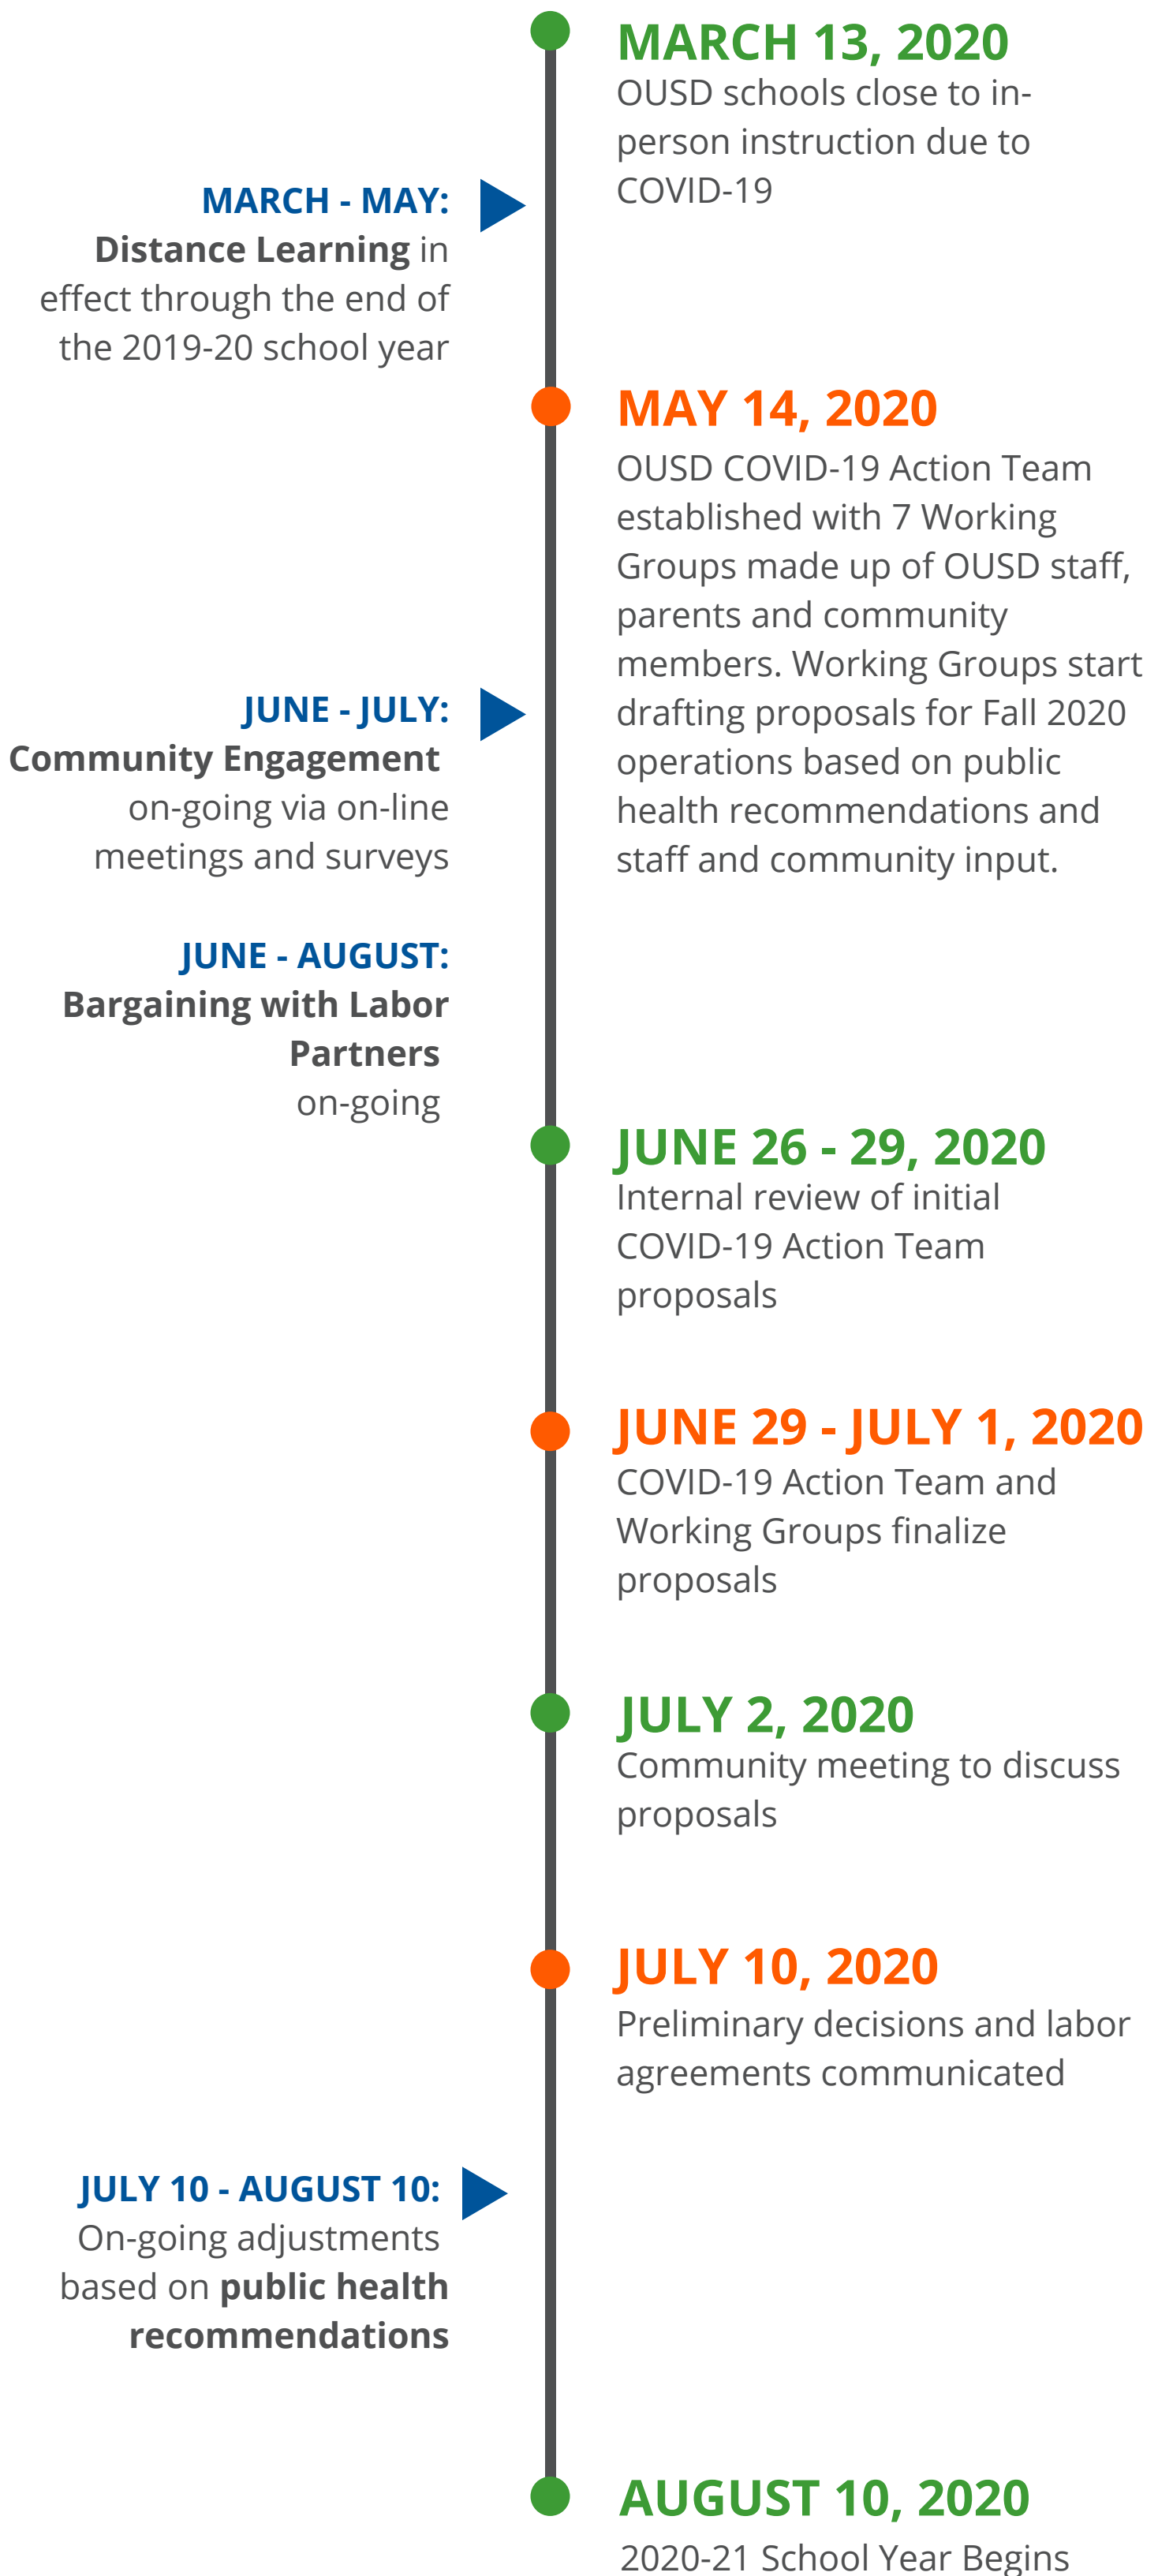 MARCH 13, 2020
OUSD schools close to in-
person instruction due to
COVID-19
MARCH - MAY:
Distance Learning in
effect through the end of
the 2019-20 school year
MAY 14, 2020
OUSD COVID-19 Action Team
established with 7 Working
Groups made up of OUSD staff,
parents and community
members. Working Groups start
drafting proposals for Fall 2020
operations based on public
health recommendations and
staff and community input.
JUNE - JULY:
Community Engagement
on-going via on-line
meetings and surveys
JUNE - AUGUST:
Bargaining with Labor
Partners
on-going
JUNE 26 - 29, 2020
Internal review of initial
COVID-19 Action Team
proposals
JUNE 29 - JULY 1, 2020
COVID-19 Action Team and
Working Groups finalize
proposals
JULY 2, 2020
Community meeting to discuss
proposals
JULY 10, 2020
Preliminary decisions and labor
agreements communicated
JULY 10 - AUGUST 10:
On-going adjustments
based on public health
recommendations
AUGUST 10, 2020
2020-21 School Year Begins